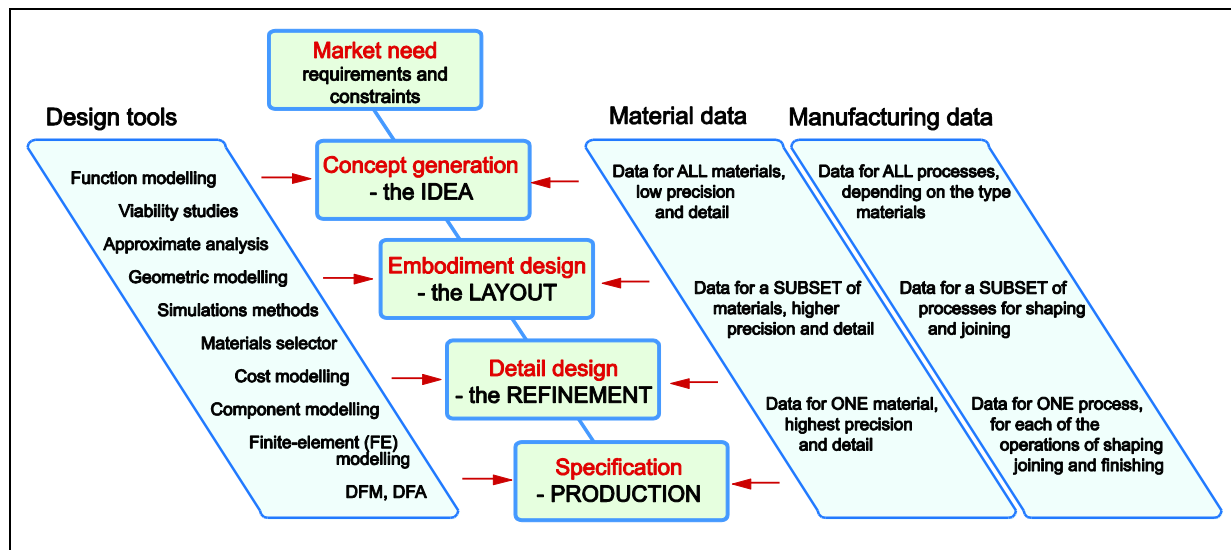 Market need
requirements and
constraints
Design tools
Function modelling
Viability studies
Approximate analysis
Geometric modelling
Simulations methods
Materials selector
Cost modelling
Component modelling
Finite-element (FE)
modelling
DFM, DFA
Concept generation
- the IDEA
Embodiment design
- the LAYOUT
Detail design
- the REFINEMENT
Specification
- PRODUCTION
Material data
Data for ALL materials,
low precision
and detail
Data for a SUBSET of
materials, higher
precision and detail
Data for ONE material,
highest precision
and detail
Manufacturing data
Data for ALL processes,
depending on the type
materials
Data for a SUBSET of
processes for shaping
and joining
Data for ONE process,
for each of the
operations of shaping
joining and finishing